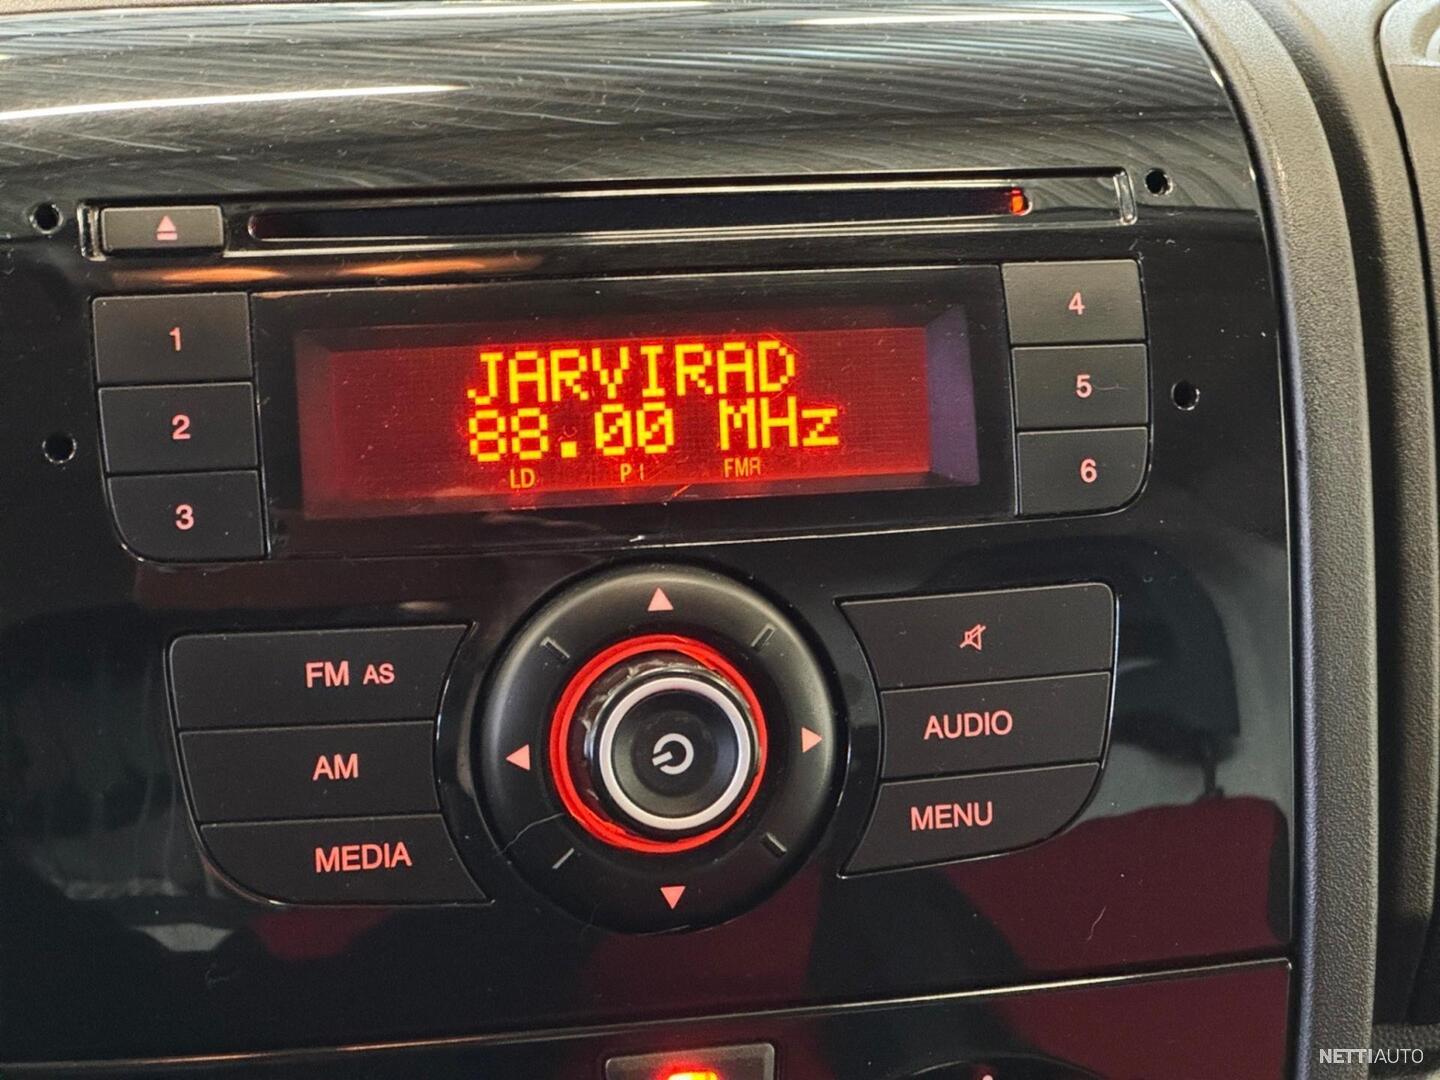 1
2
3
JARVIRAD
88.00 MHz
LD PI FMR
4
5
6
FM AS
AM
MEDIA
AUDIO
MENU
NETTIAUTO